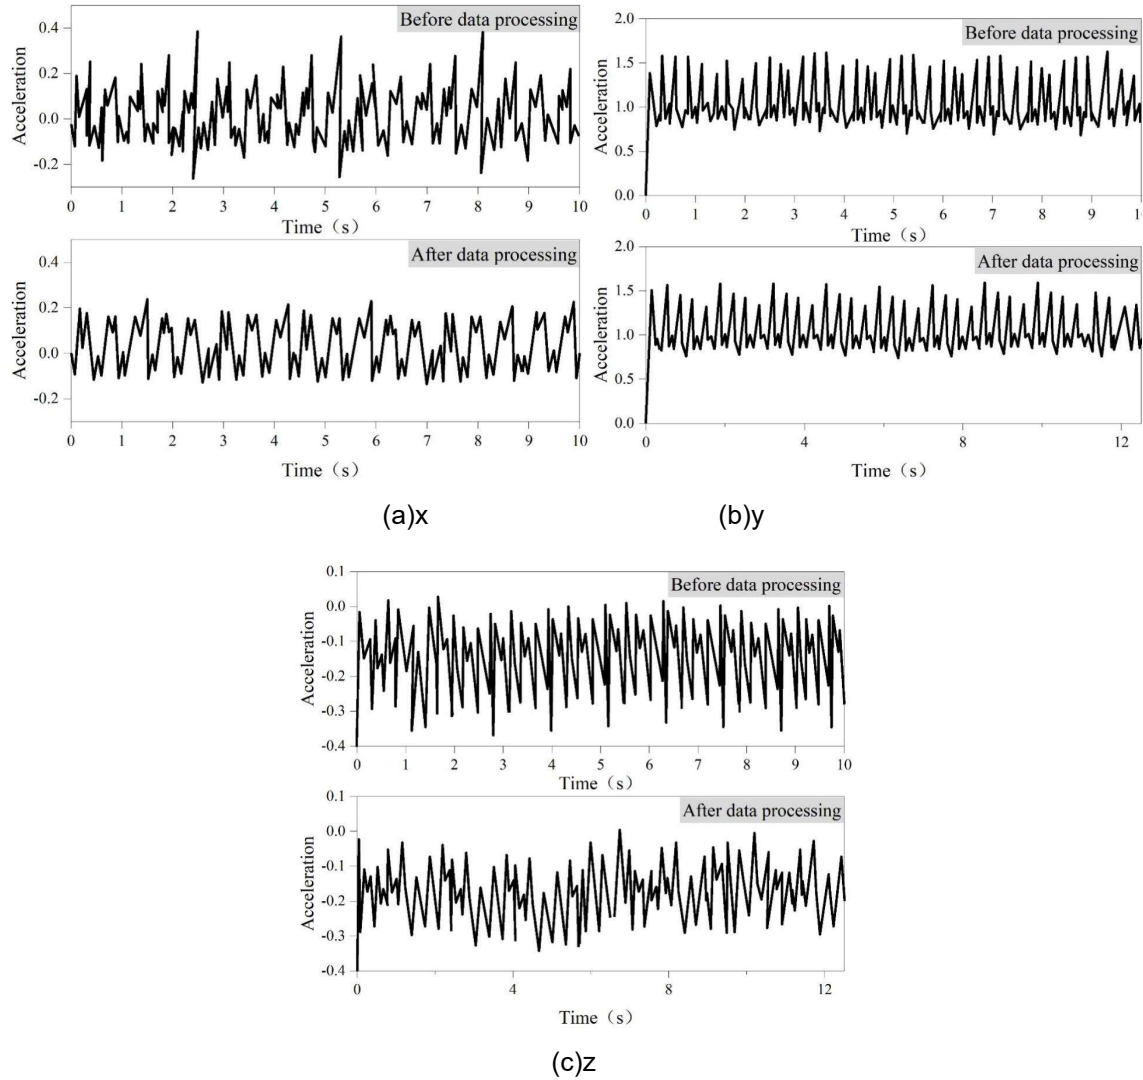 Before data processing
Acceleration
0.4
0.2
0.0
-0.2
0 1 2 3 4 5 6 7 8 9 10
Time（s）
After data processing
Acceleration
0.4
0.2
0.0
-0.2
0 1 2 3 4 5 6 7 8 9 10
Time（s）
(a)x
Before data processing
Acceleration
2.0
1.5
1.0
0.5
0.0
0 1 2 3 4 5 6 7 8 9 10
Time（s）
After data processing
Acceleration
2.0
1.5
1.0
0.5
0.0
0 4 8 12
Time（s）
(b)y
Before data processing
Acceleration
0.1
0.0
-0.1
-0.2
-0.3
-0.4
0 1 2 3 4 5 6 7 8 9 10
Time（s）
After data processing
Acceleration
0.1
0.0
-0.1
-0.2
-0.3
-0.4
0 4 8 12
Time（s）
(c)z